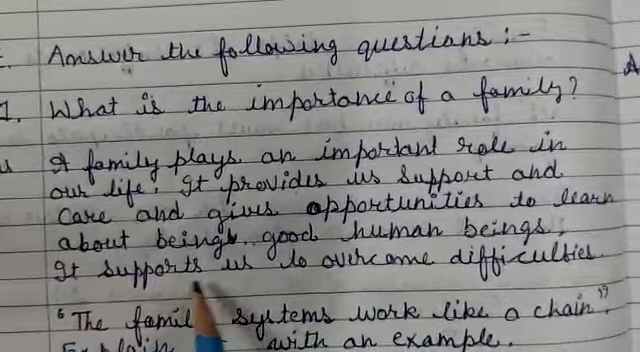 Answer the following questions :-
1. What is the importance of a family?
A family plays an important role in
our life. It provides us support and
care and gives opportunities to learn
about being good human beings.
It supports us to overcome difficulties.
"The famil systems work like a chain."
Explain with an example.
A